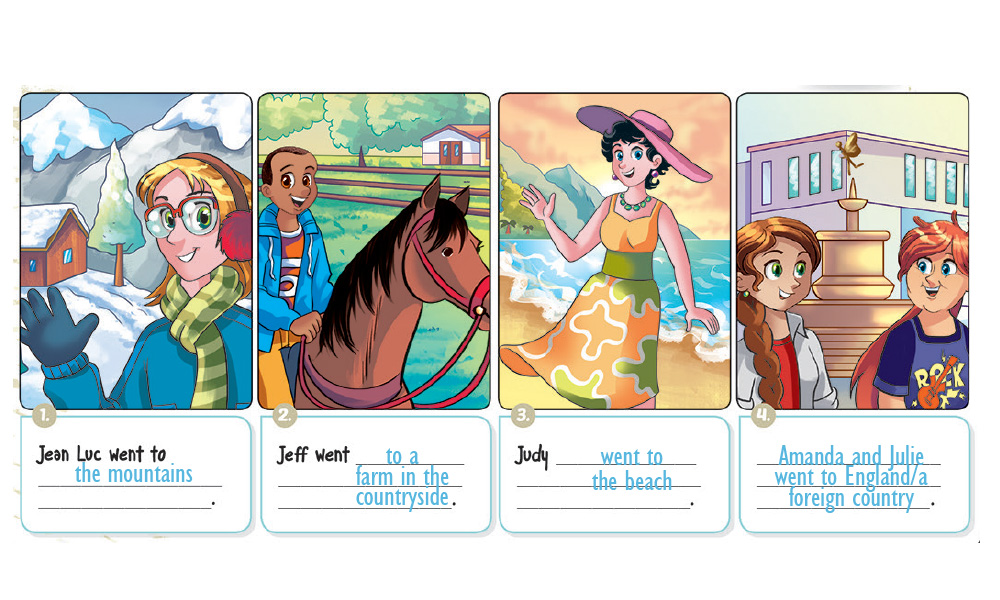 ROCK
1.
Jean Luc went to
the mountains
.
2.
Jeff went to a
farm in the
countryside.
3.
Judy went to
the beach
.
4.
Amanda and Julie
went to England/a
foreign country.